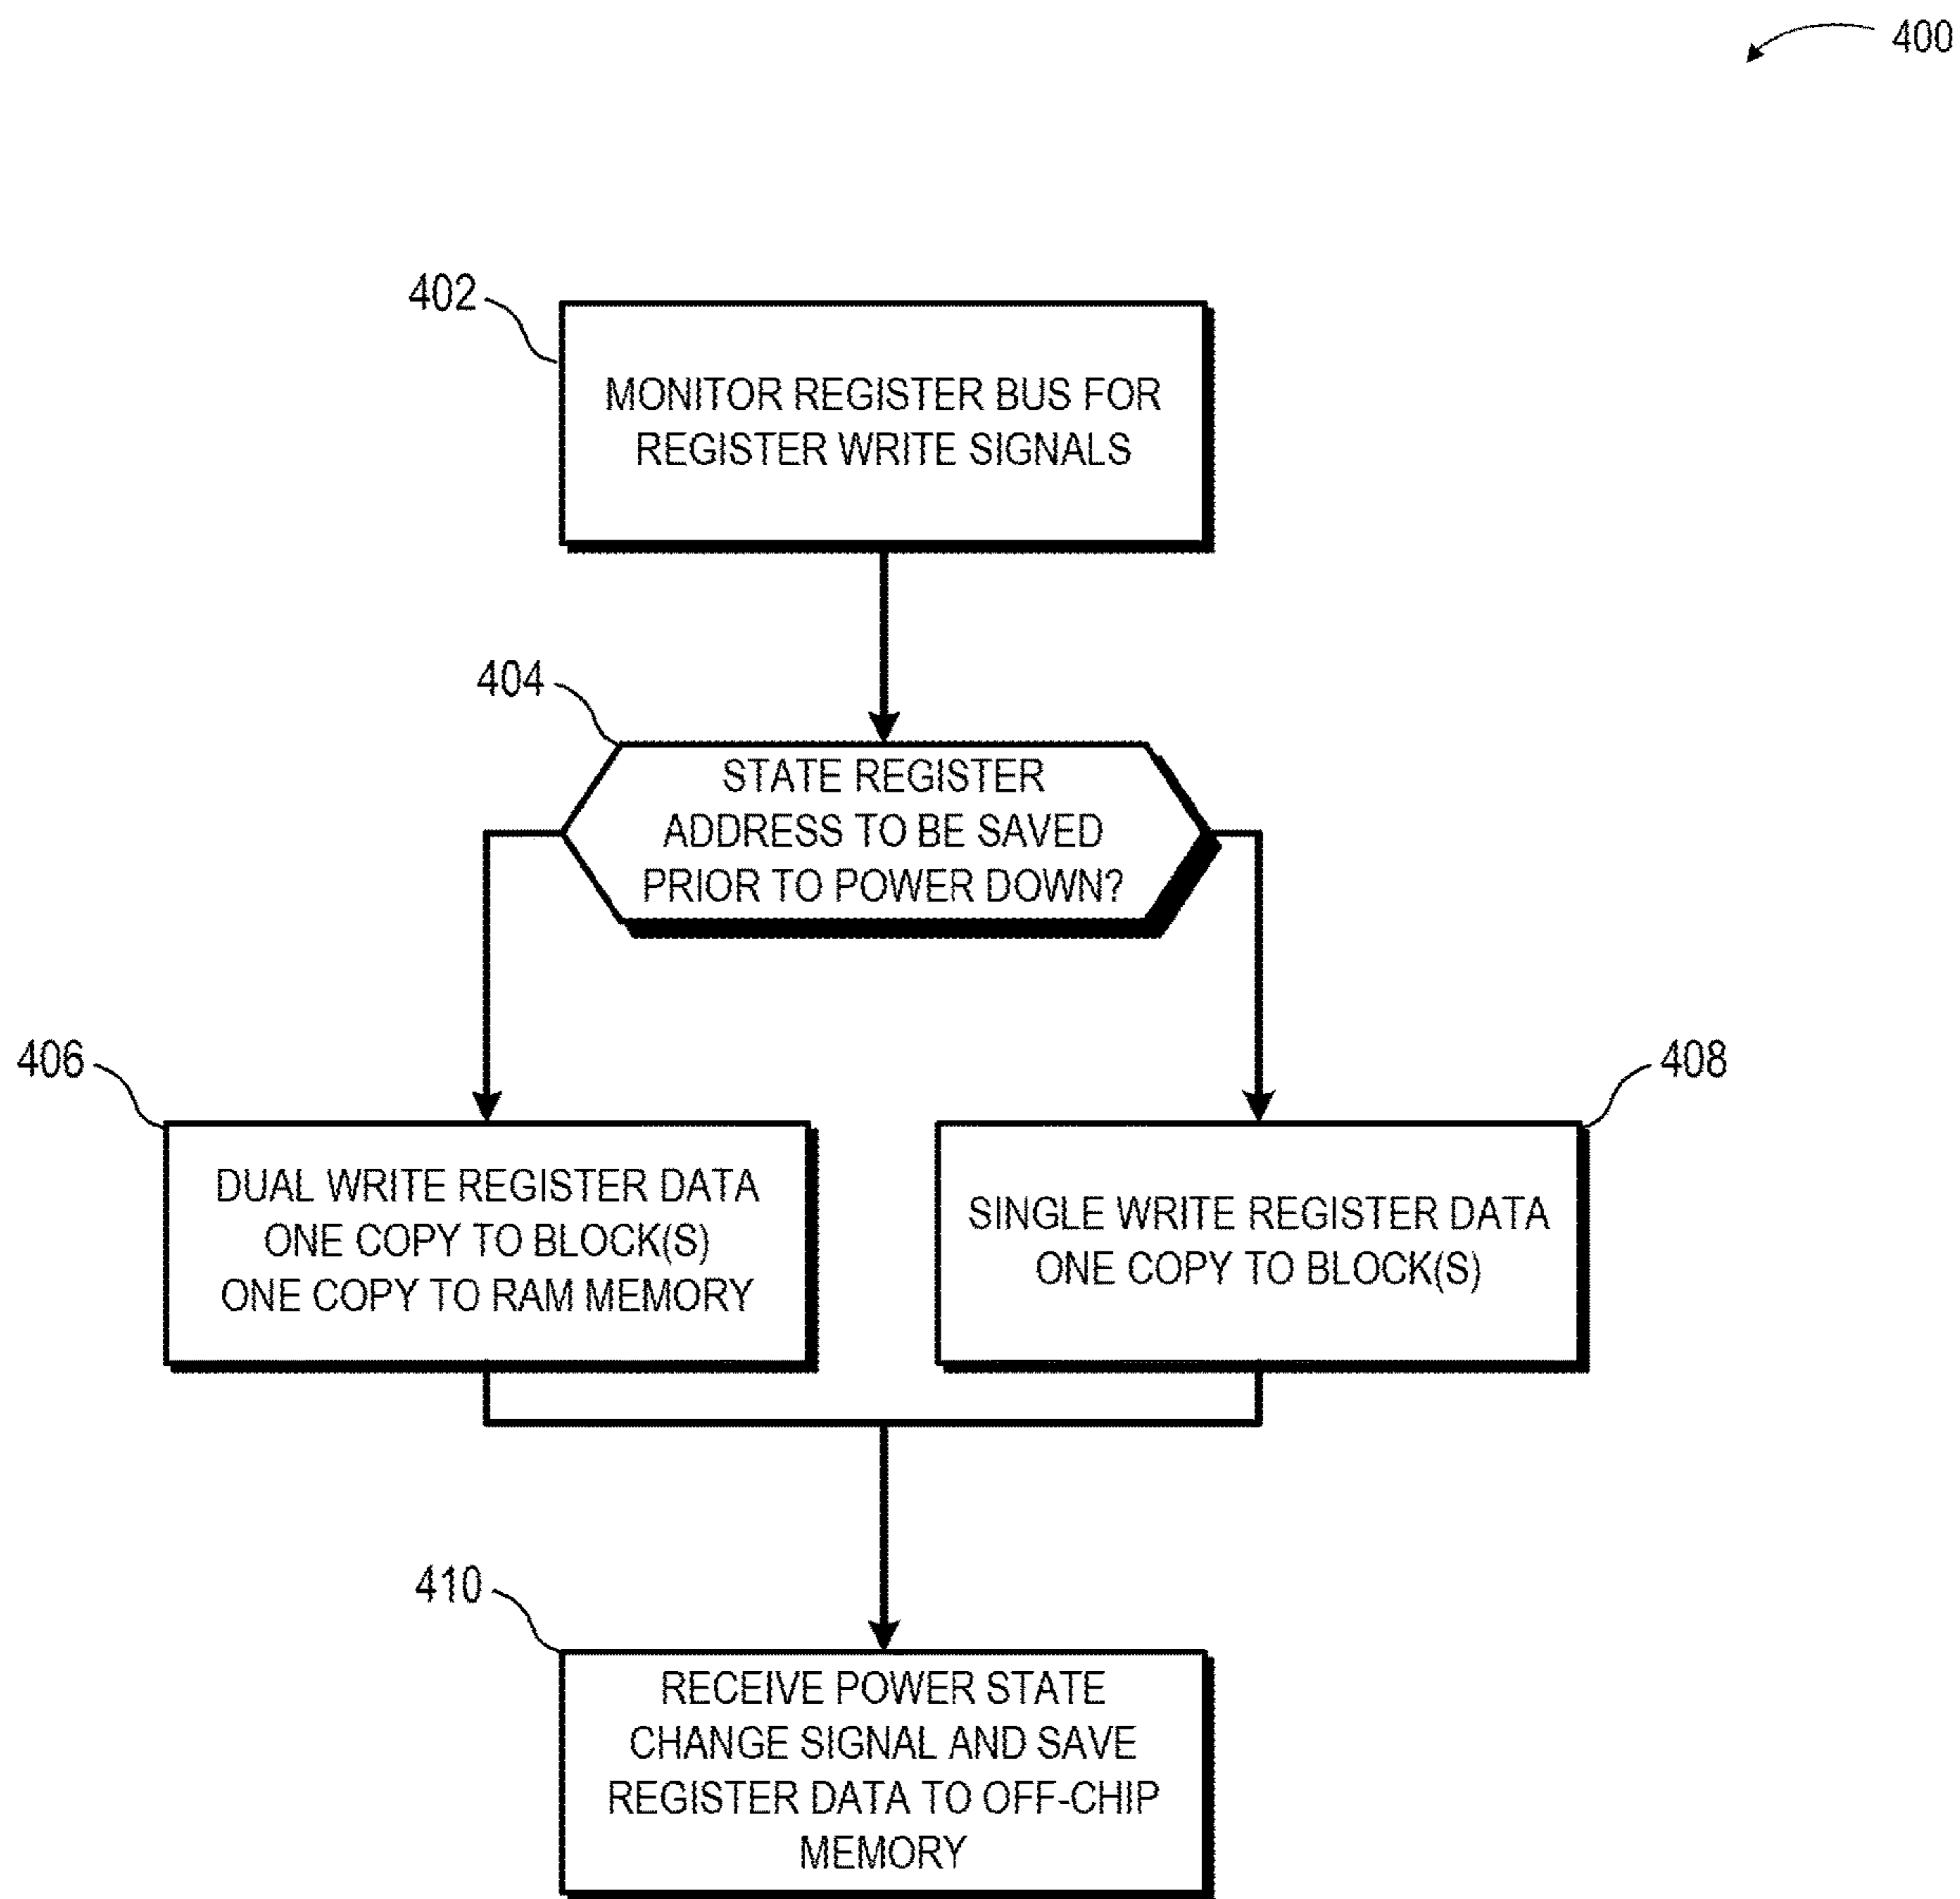 400
402
MONITOR REGISTER BUS FOR
REGISTER WRITE SIGNALS
404
STATE REGISTER
ADDRESS TO BE SAVED
PRIOR TO POWER DOWN?
406
DUAL WRITE REGISTER DATA
ONE COPY TO BLOCK(S)
ONE COPY TO RAM MEMORY
408
SINGLE WRITE REGISTER DATA
ONE COPY TO BLOCK(S)
410
RECEIVE POWER STATE
CHANGE SIGNAL AND SAVE
REGISTER DATA TO OFF-CHIP
MEMORY